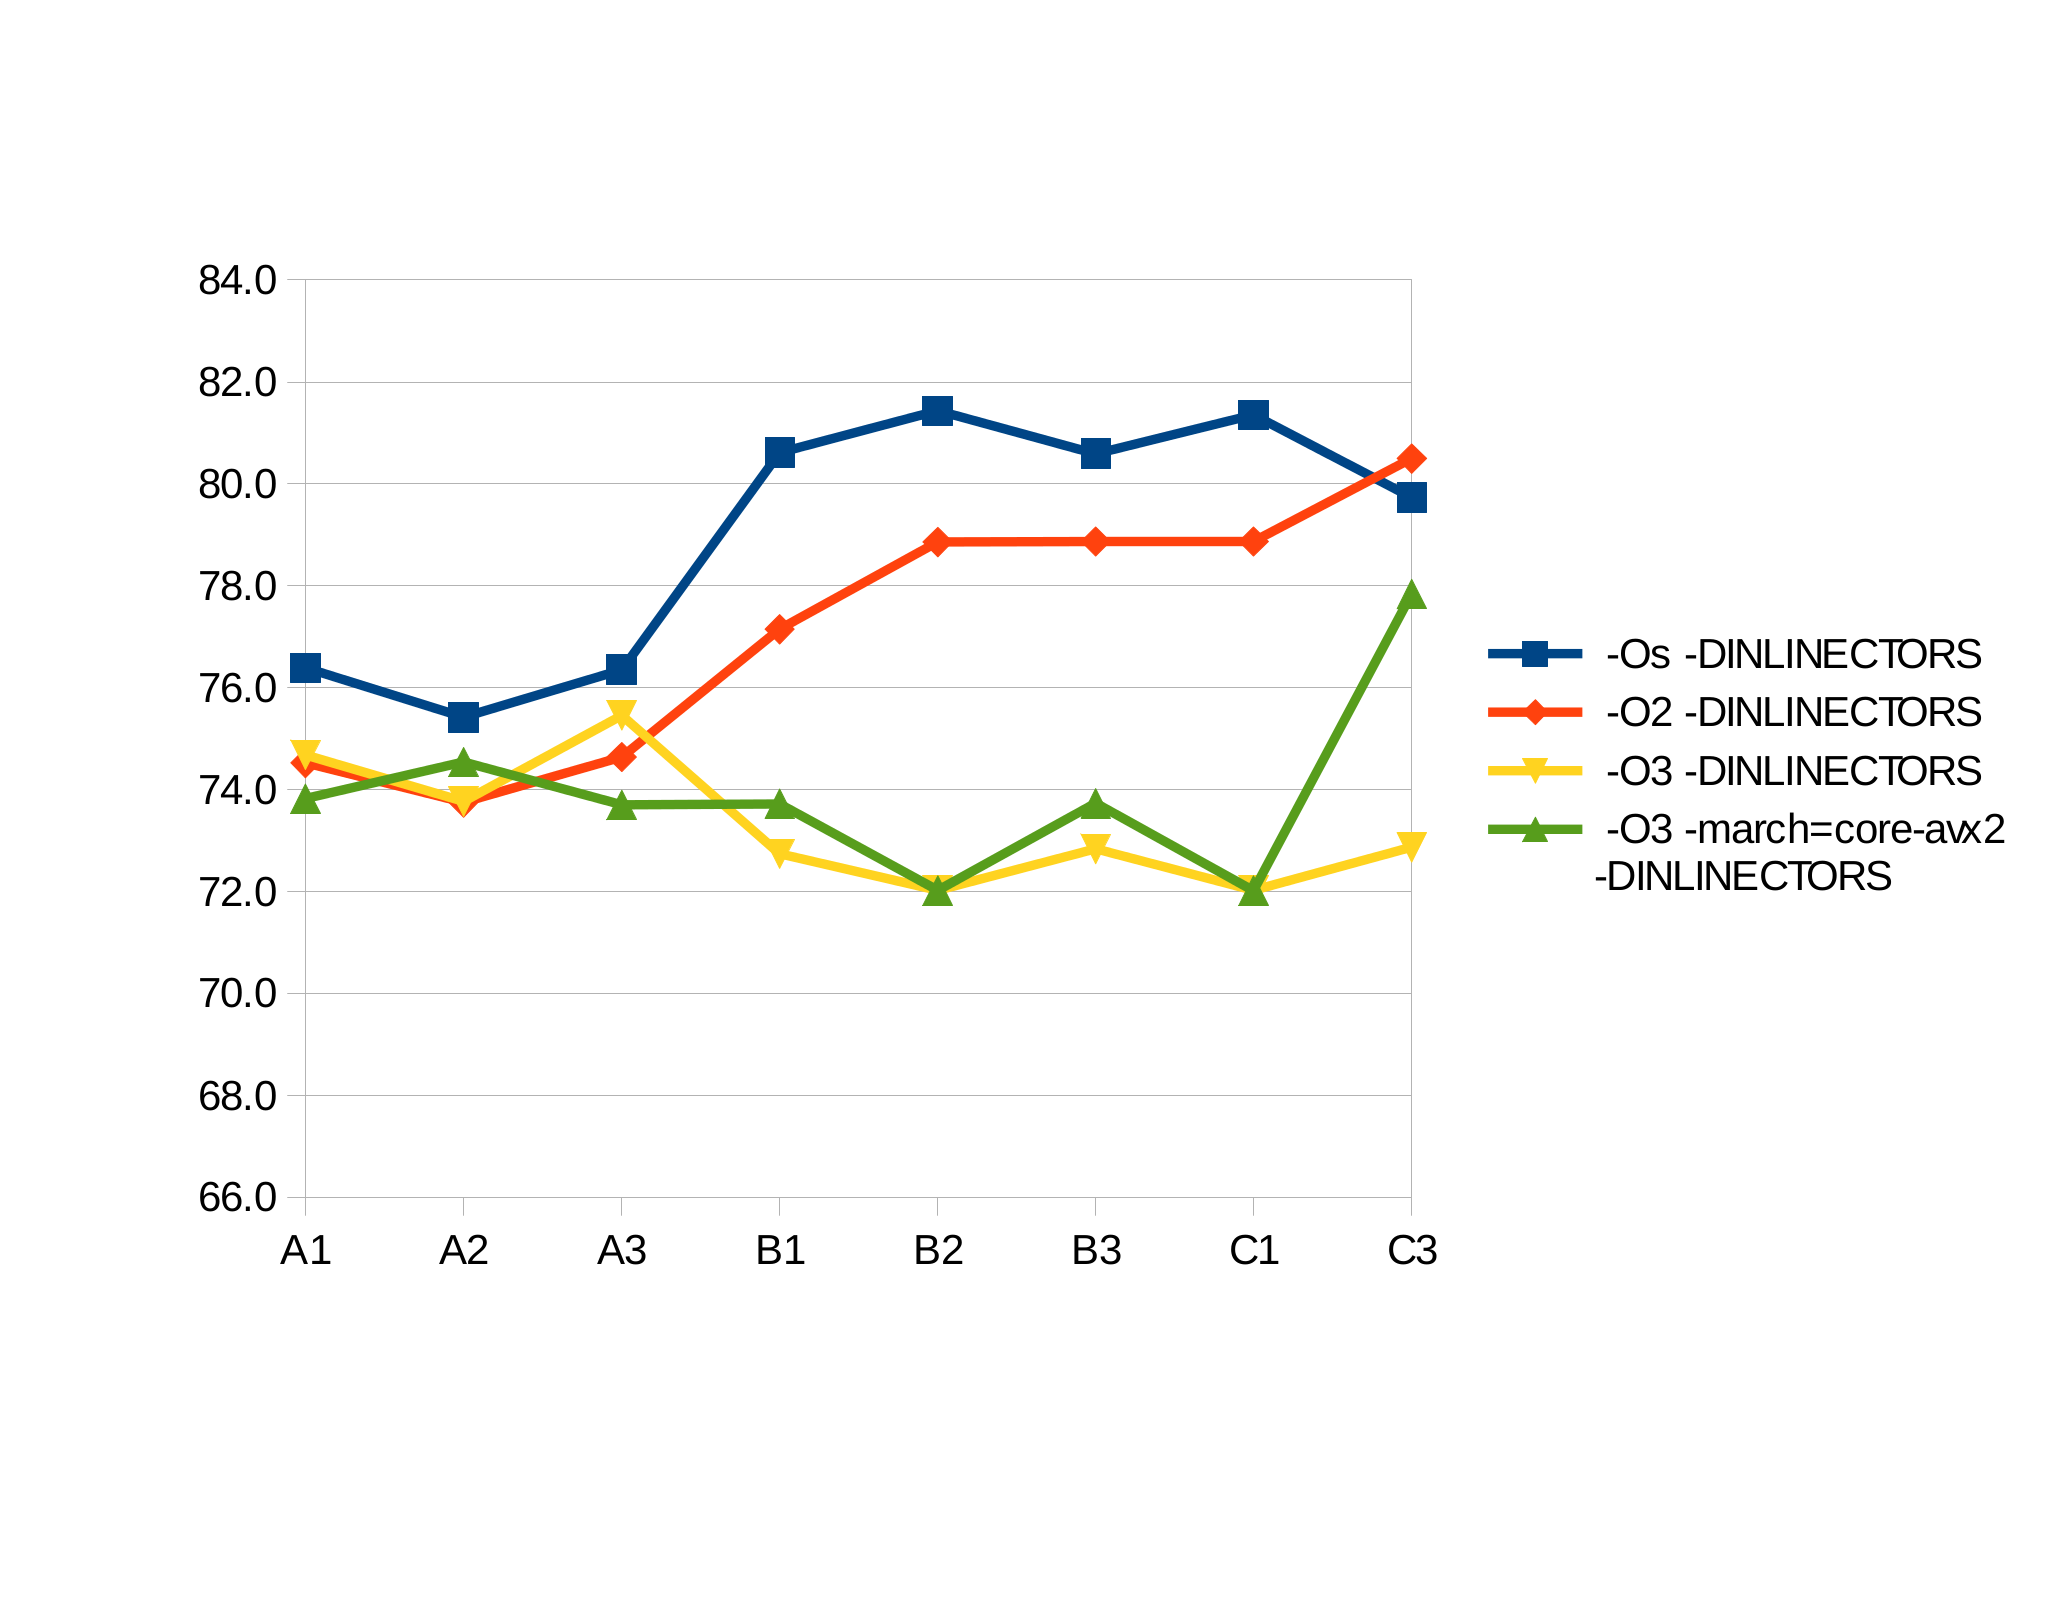 84.0
82.0
80.0
78.0
76.0
74.0
72.0
70.0
68.0
66.0
A1 A2 A3 B1 B2 B3 C1 C3
-Os -DINLINECTORS
-O2 -DINLINECTORS
-O3 -DINLINECTORS
-O3 -march=core-avx2
-DINLINECTORS